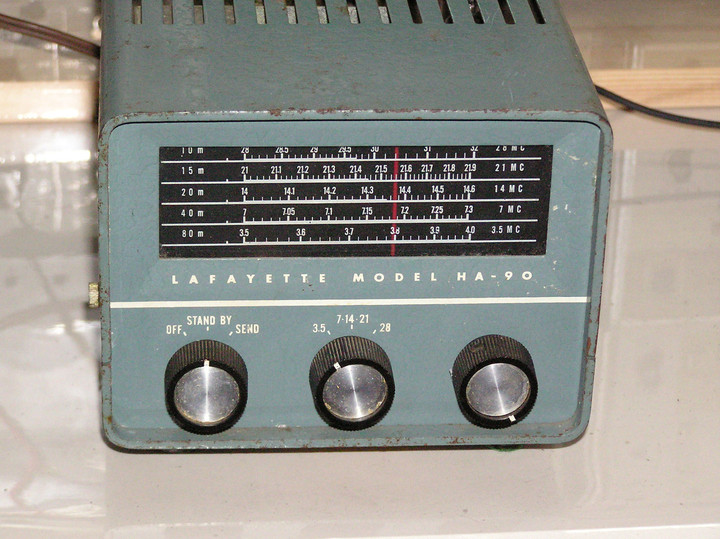 10 m 28 28.5 29 29.5 30 31 32 28 MC
15 m 21 21.1 21.2 21.3 21.4 21.5 21.6 21.7 21.8 21.9 21 MC
20 m 14 14.1 14.2 14.3 14.4 14.5 14.6 14 MC
40 m 7 7.05 7.1 7.15 7.2 7.25 7.3 7 MC
80 m 3.5 3.6 3.7 3.8 3.9 4.0 3.5 MC
LAFAYETTE MODEL HA-90
OFF STAND BY SEND
3.5 7-14-21 28